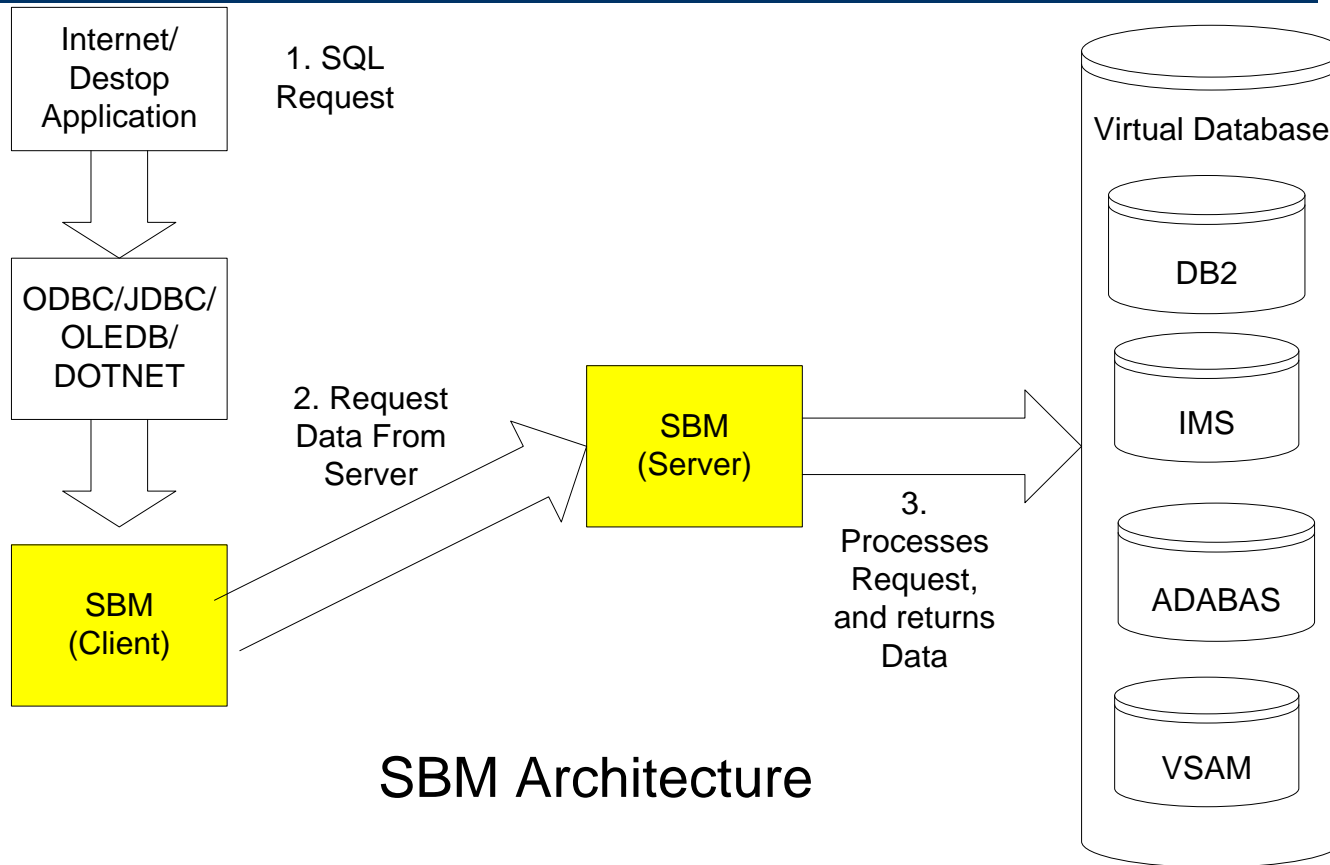 Internet/
Destop
Application
1. SQL
Request
ODBC/JDBC/
OLEDB/
DOTNET
2. Request
Data From
Server
SBM
(Client)
SBM
(Server)
3.
Processes
Request,
and returns
Data
Virtual Database
DB2
IMS
ADABAS
VSAM
SBM Architecture